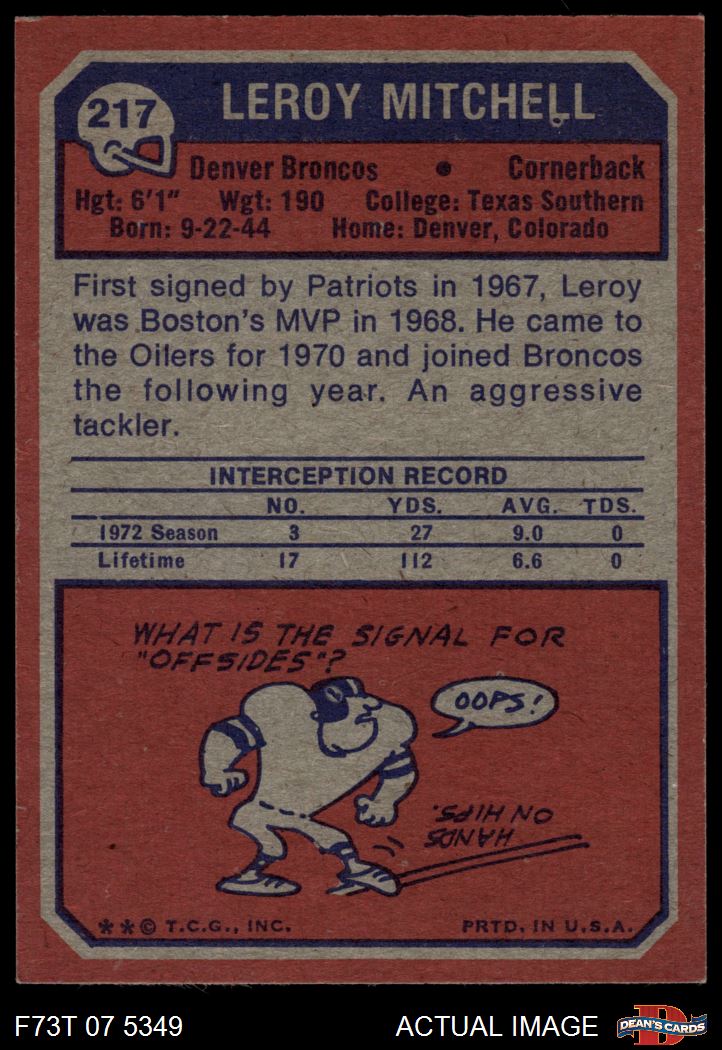 217
LEROY MITCHELL
Denver Broncos • Cornerback
Hgt: 6'1" Wgt: 190 College: Texas Southern
Born: 9-22-44 Home: Denver, Colorado
First signed by Patriots in 1967, Leroy
was Boston's MVP in 1968. He came to
the Oilers for 1970 and joined Broncos
the following year. An aggressive
tackler.
INTERCEPTION RECORD
NO. YDS. AVG. TDS.
1972 Season 3 27 9.0 0
Lifetime 17 112 6.6 0
WHAT IS THE SIGNAL FOR
"OFFSIDES"?
OOPS!
HANDS
ON HIPS.
**© T.C.G., INC. PRTD. IN U.S.A.
F73T 07 5349 ACTUAL IMAGE
D
DEAN'S CARDS